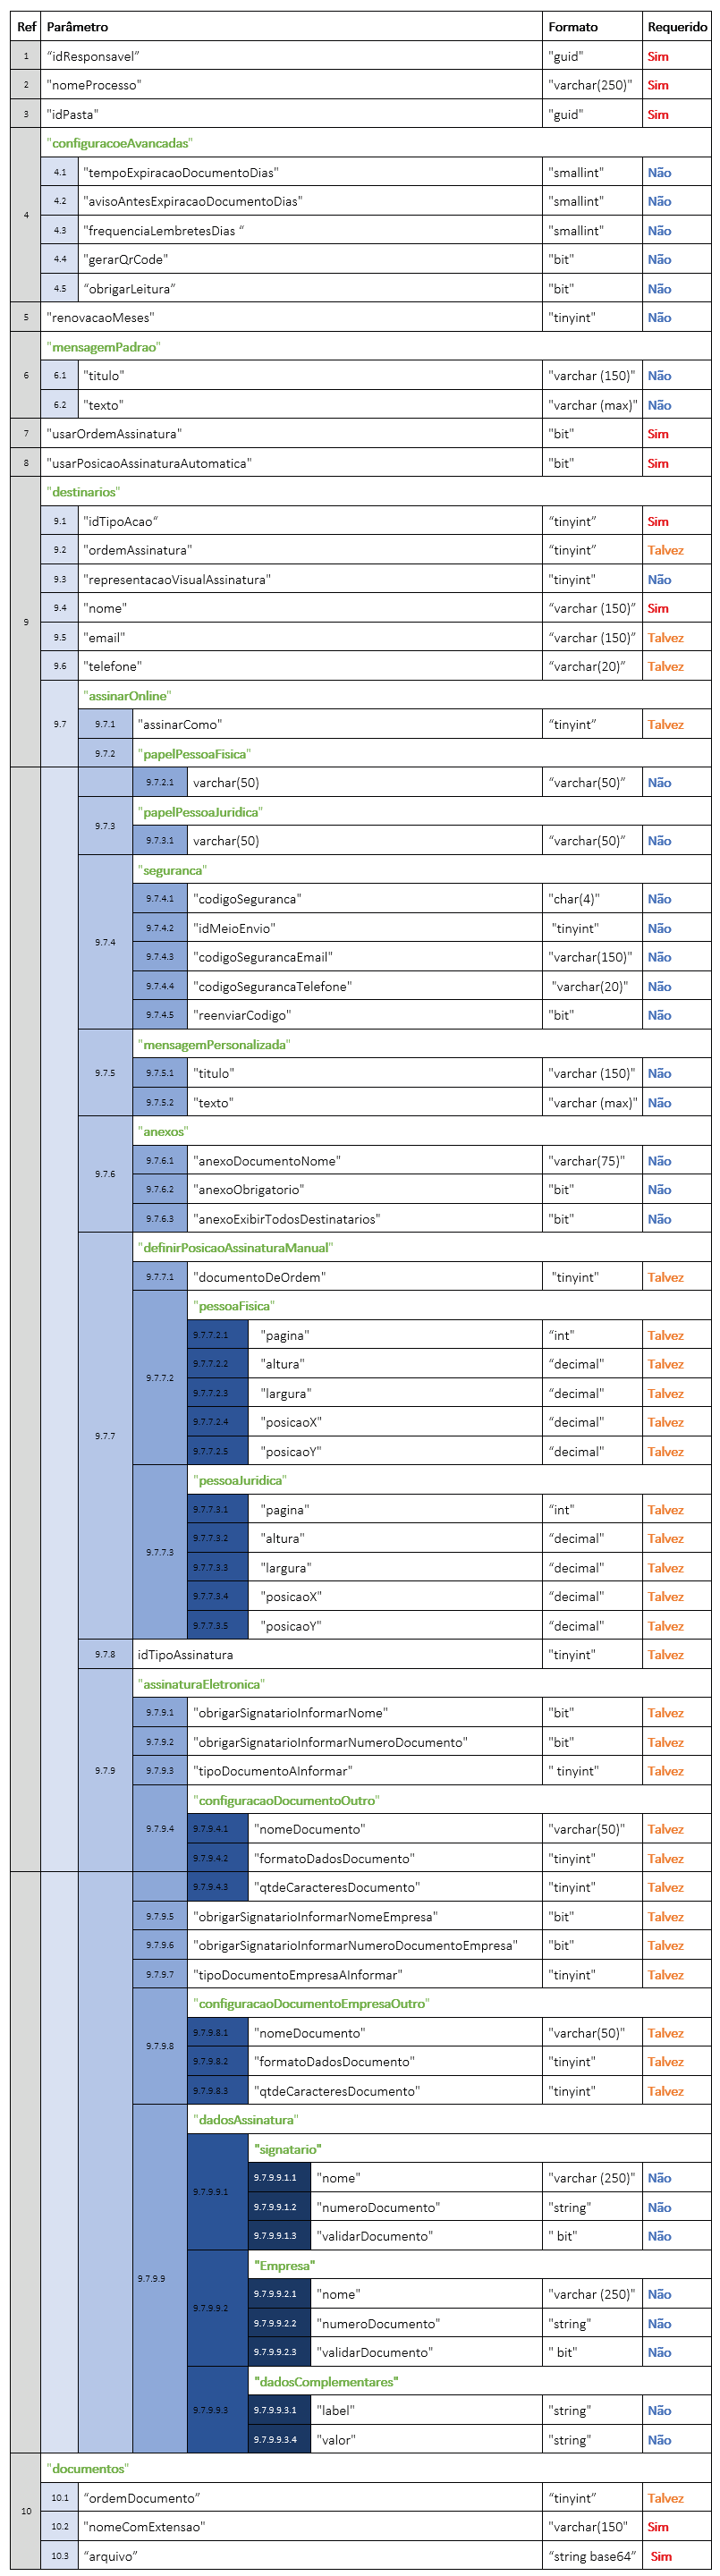 Ref Parâmetro Formato Requerido
1 “idResponsavel” "guid" Sim
2 "nomeProcesso" "varchar(250)" Sim
3 "idPasta" "guid" Sim
4 "configuracoeAvancadas"
4.1 "tempoExpiracaoDocumentoDias" "smallint" Não
4.2 "avisoAntesExpiracaoDocumentoDias" "smallint" Não
4.3 "frequenciaLembretesDias “ "smallint" Não
4.4 "gerarQrCode" "bit" Não
4.5 “obrigarLeitura” "bit" Não
5 "renovacaoMeses" "tinyint" Não
6 "mensagemPadrao"
6.1 "titulo" "varchar (150)" Não
6.2 "texto" "varchar (max)" Não
7 "usarOrdemAssinatura" "bit" Sim
8 "usarPosicaoAssinaturaAutomatica" "bit" Sim
9 "destinarios"
9.1 "idTipoAcao“ “tinyint” Sim
9.2 "ordemAssinatura" “tinyint” Talvez
9.3 "representacaoVisualAssinatura" "tinyint" Não
9.4 "nome" “varchar (150)” Sim
9.5 "email" “varchar (150)” Talvez
9.6 "telefone" “varchar(20)” Talvez
9.7 "assinarOnline"
9.7.1 "assinarComo" “tinyint” Talvez
9.7.2 "papelPessoaFisica"
9.7.2.1 varchar(50) “varchar(50)” Não
9.7.3 "papelPessoaJuridica"
9.7.3.1 varchar(50) “varchar(50)” Não
9.7.4 "seguranca"
9.7.4.1 "codigoSeguranca" "char(4)" Não
9.7.4.2 "idMeioEnvio" "tinyint" Não
9.7.4.3 "codigoSegurancaEmail" "varchar(150)" Não
9.7.4.4 "codigoSegurancaTelefone" "varchar(20)" Não
9.7.4.5 "reenviarCodigo" "bit" Não
9.7.5 "mensagemPersonalizada"
9.7.5.1 "titulo" "varchar (150)" Não
9.7.5.2 "texto" "varchar (max)" Não
9.7.6 "anexos"
9.7.6.1 "anexoDocumentoNome" "varchar(75)" Não
9.7.6.2 "anexoObrigatorio" "bit" Não
9.7.6.3 "anexoExibirTodosDestinatarios" "bit" Não
9.7.7 "definirPosicaoAssinaturaManual"
9.7.7.1 "documentoDeOrdem" "tinyint" Talvez
9.7.7.2 "pessoaFisica"
9.7.7.2.1 "pagina" “int" Talvez
9.7.7.2.2 "altura" “decimal" Talvez
9.7.7.2.3 "largura" “decimal" Talvez
9.7.7.2.4 "posicaoX" “decimal" Talvez
9.7.7.2.5 "posicaoY" “decimal" Talvez
9.7.7.3 "pessoaJuridica"
9.7.7.3.1 "pagina" “int" Talvez
9.7.7.3.2 "altura" “decimal" Talvez
9.7.7.3.3 "largura" “decimal" Talvez
9.7.7.3.4 "posicaoX" “decimal" Talvez
9.7.7.3.5 "posicaoY" “decimal" Talvez
9.7.8 idTipoAssinatura "tinyint" Talvez
9.7.9 "assinaturaEletronica"
9.7.9.1 "obrigarSignatarioInformarNome" "bit" Talvez
9.7.9.2 "obrigarSignatarioInformarNumeroDocumento" "bit" Talvez
9.7.9.3 "tipoDocumentoAInformar" " tinyint" Talvez
9.7.9.4 "configuracaoDocumentoOutro"
9.7.9.4.1 "nomeDocumento" "varchar(50)" Talvez
9.7.9.4.2 "formatoDadosDocumento" "tinyint" Talvez
9.7.9.4.3 "qtdeCaracteresDocumento" "tinyint" Talvez
9.7.9.5 "obrigarSignatarioInformarNomeEmpresa" "bit" Talvez
9.7.9.6 "obrigarSignatarioInformarNumeroDocumentoEmpresa" "bit" Talvez
9.7.9.7 "tipoDocumentoEmpresaAInformar" "tinyint" Talvez
9.7.9.8 "configuracaoDocumentoEmpresaOutro"
9.7.9.8.1 "nomeDocumento" "varchar(50)" Talvez
9.7.9.8.2 "formatoDadosDocumento" "tinyint" Talvez
9.7.9.8.3 "qtdeCaracteresDocumento" "tinyint" Talvez
9.7.9.9 "dadosAssinatura"
9.7.9.9.1 "signatario"
9.7.9.9.1.1 "nome" "varchar (250)" Não
9.7.9.9.1.2 "numeroDocumento" "string" Não
9.7.9.9.1.3 "validarDocumento" " bit" Não
9.7.9.9.2 "Empresa"
9.7.9.9.2.1 "nome" "varchar (250)" Não
9.7.9.9.2.2 "numeroDocumento" "string" Não
9.7.9.9.2.3 "validarDocumento" " bit" Não
9.7.9.9.3 "dadosComplementares"
9.7.9.9.3.1 "label" "string" Não
9.7.9.9.3.4 "valor" "string" Não
10 "documentos"
10.1 “ordemDocumento” “tinyint” Talvez
10.2 "nomeComExtensao" "varchar(150" Sim
10.3 “arquivo” “string base64” Sim